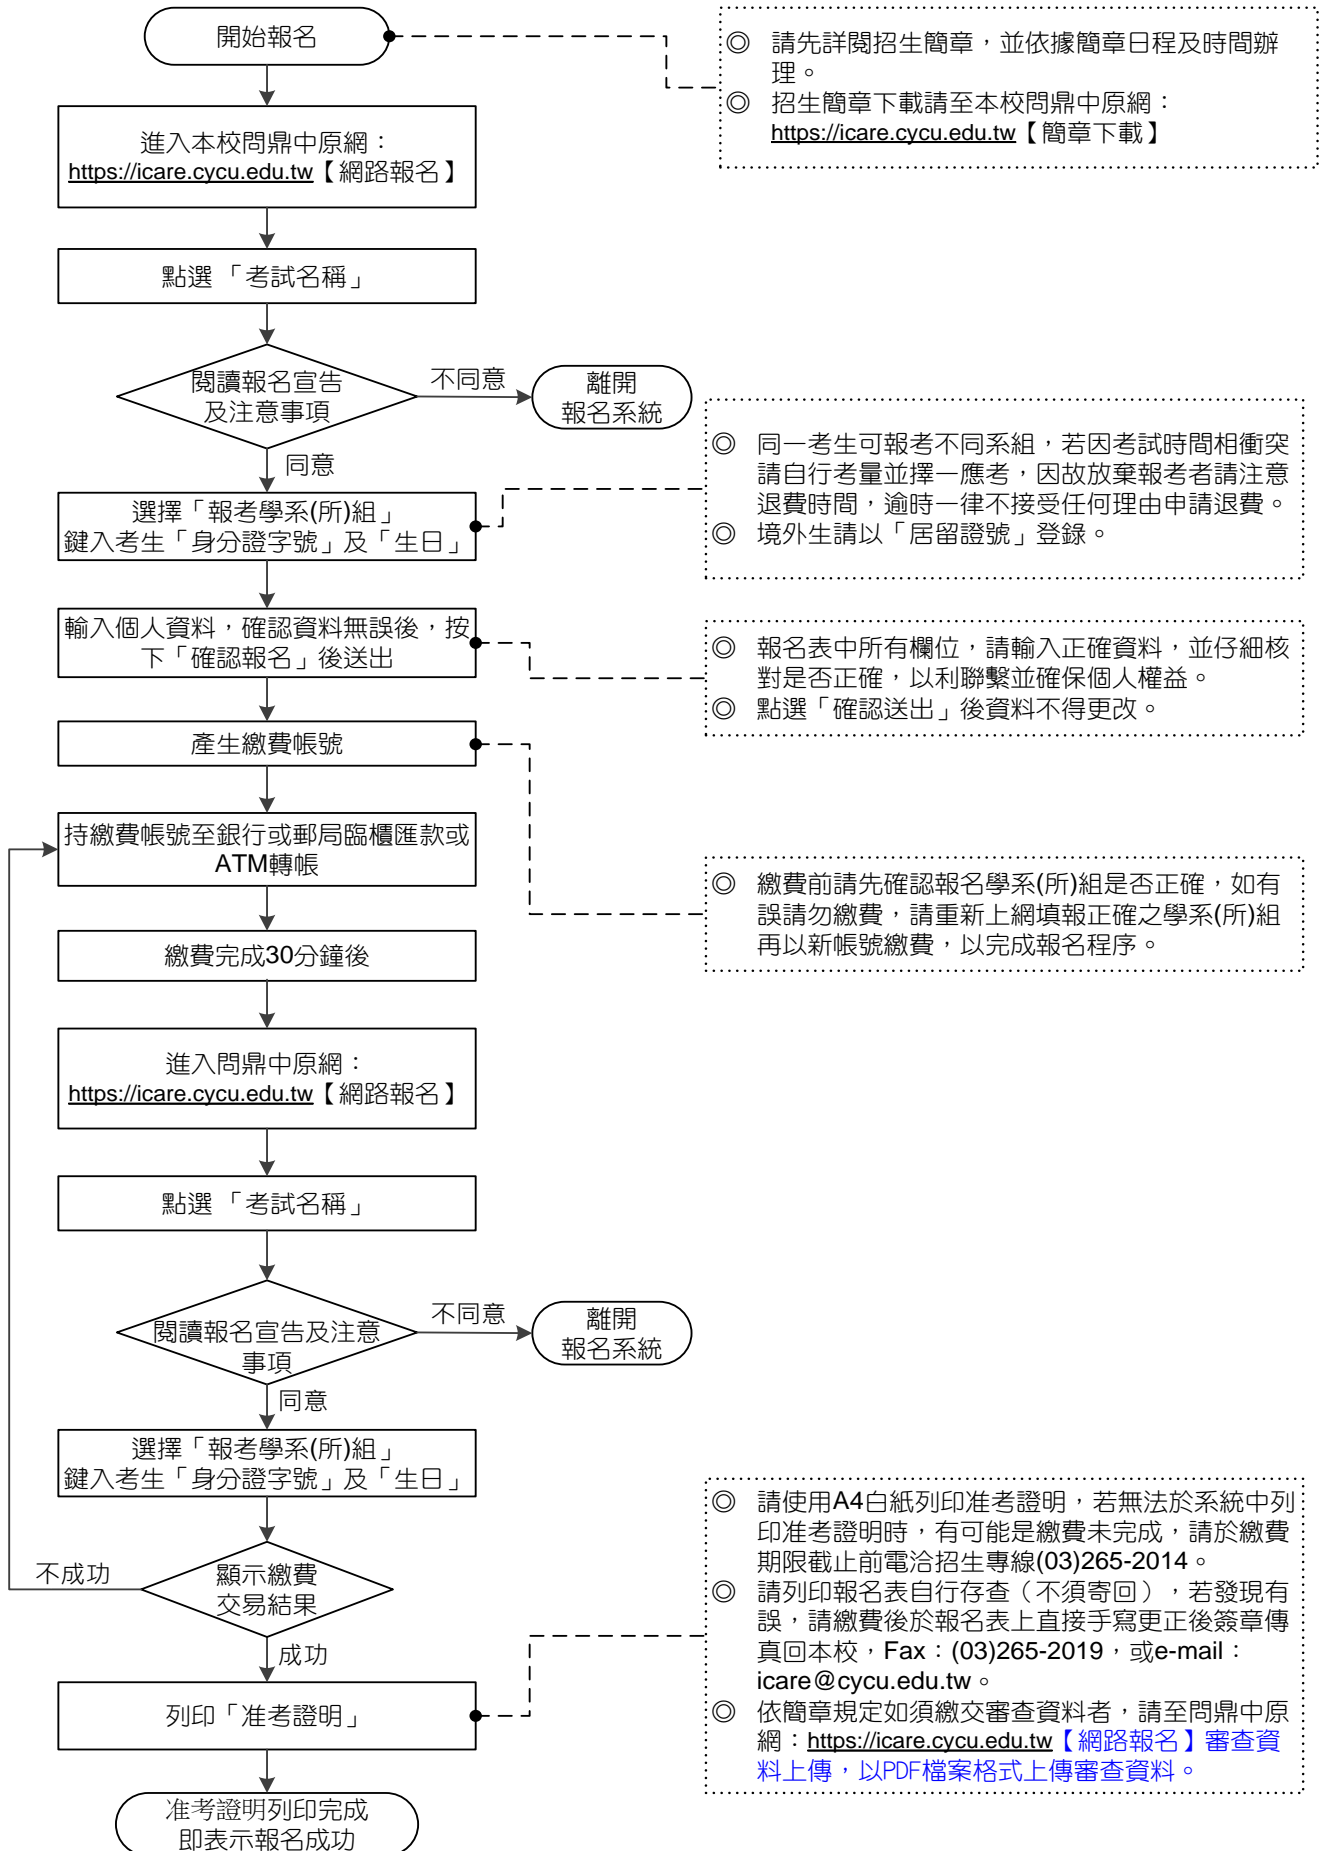 開始報名
◎ 請先詳閱招生簡章，並依據簡章日程及時間辦
理。
◎ 招生簡章下載請至本校問鼎中原網：
https://icare.cycu.edu.tw【簡章下載】
進入本校問鼎中原網：
https://icare.cycu.edu.tw【網路報名】
點選 「考試名稱」
閱讀報名宣告
及注意事項
不同意
離開
報名系統
同意
◎ 同一考生可報考不同系組，若因考試時間相衝突
請自行考量並擇一應考，因故放棄報考者請注意
退費時間，逾時一律不接受任何理由申請退費。
◎ 境外生請以「居留證號」登錄。
選擇「報考學系(所)組」
鍵入考生「身分證字號」及「生日」
輸入個人資料，確認資料無誤後，按
下「確認報名」後送出
◎ 報名表中所有欄位，請輸入正確資料，並仔細核
對是否正確，以利聯繫並確保個人權益。
◎ 點選「確認送出」後資料不得更改。
產生繳費帳號
持繳費帳號至銀行或郵局臨櫃匯款或
ATM轉帳
◎ 繳費前請先確認報名學系(所)組是否正確，如有
誤請勿繳費，請重新上網填報正確之學系(所)組
再以新帳號繳費，以完成報名程序。
繳費完成30分鐘後
進入問鼎中原網：
https://icare.cycu.edu.tw【網路報名】
點選 「考試名稱」
閱讀報名宣告及注意
事項
不同意
離開
報名系統
同意
選擇「報考學系(所)組」
鍵入考生「身分證字號」及「生日」
顯示繳費
交易結果
不成功
成功
◎ 請使用A4白紙列印准考證明，若無法於系統中列
印准考證明時，有可能是繳費未完成，請於繳費
期限截止前電洽招生專線(03)265-2014。
◎ 請列印報名表自行存查（不須寄回），若發現有
誤，請繳費後於報名表上直接手寫更正後簽章傳
真回本校，Fax：(03)265-2019，或e-mail：
icare@cycu.edu.tw。
◎ 依簡章規定如須繳交審查資料者，請至問鼎中原
網：https://icare.cycu.edu.tw【網路報名】審查資
料上傳，以PDF檔案格式上傳審查資料。
列印「准考證明」
准考證明列印完成
即表示報名成功